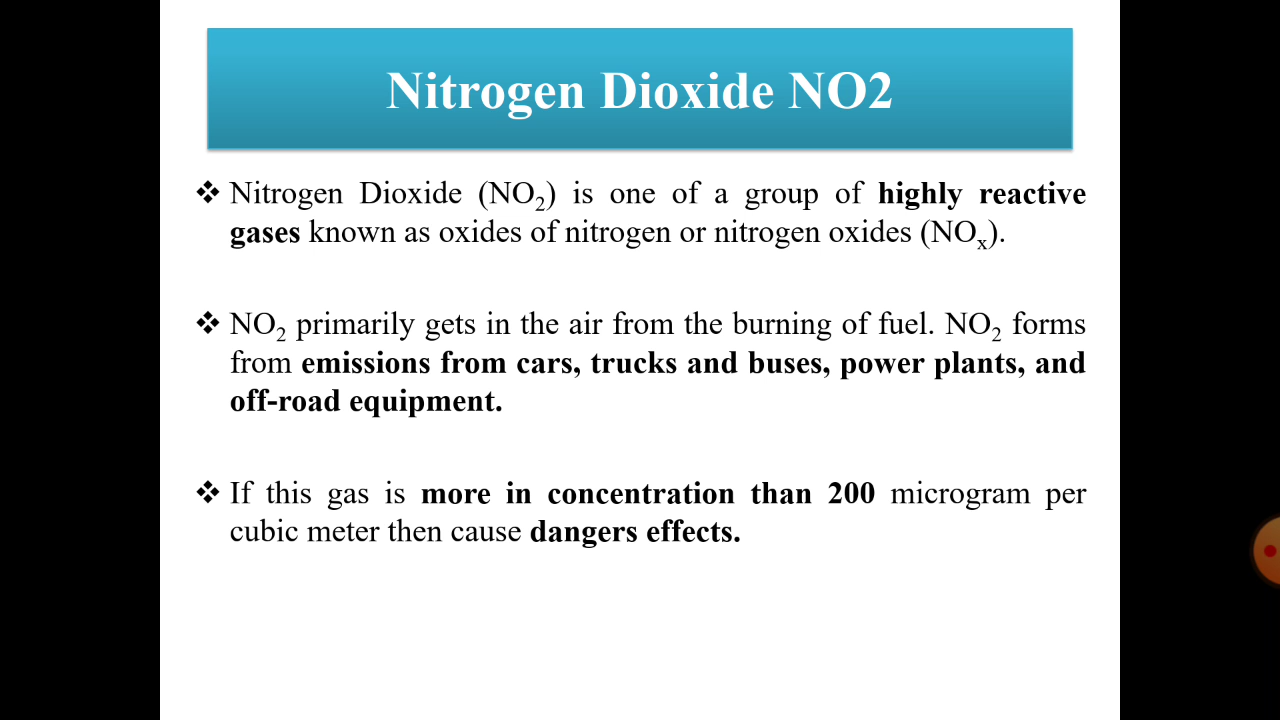 Nitrogen Dioxide NO2
❖ Nitrogen Dioxide (NO₂) is one of a group of highly reactive
gases known as oxides of nitrogen or nitrogen oxides (NOₓ).
❖ NO₂ primarily gets in the air from the burning of fuel. NO₂ forms
from emissions from cars, trucks and buses, power plants, and
off-road equipment.
❖ If this gas is more in concentration than 200 microgram per
cubic meter then cause dangers effects.